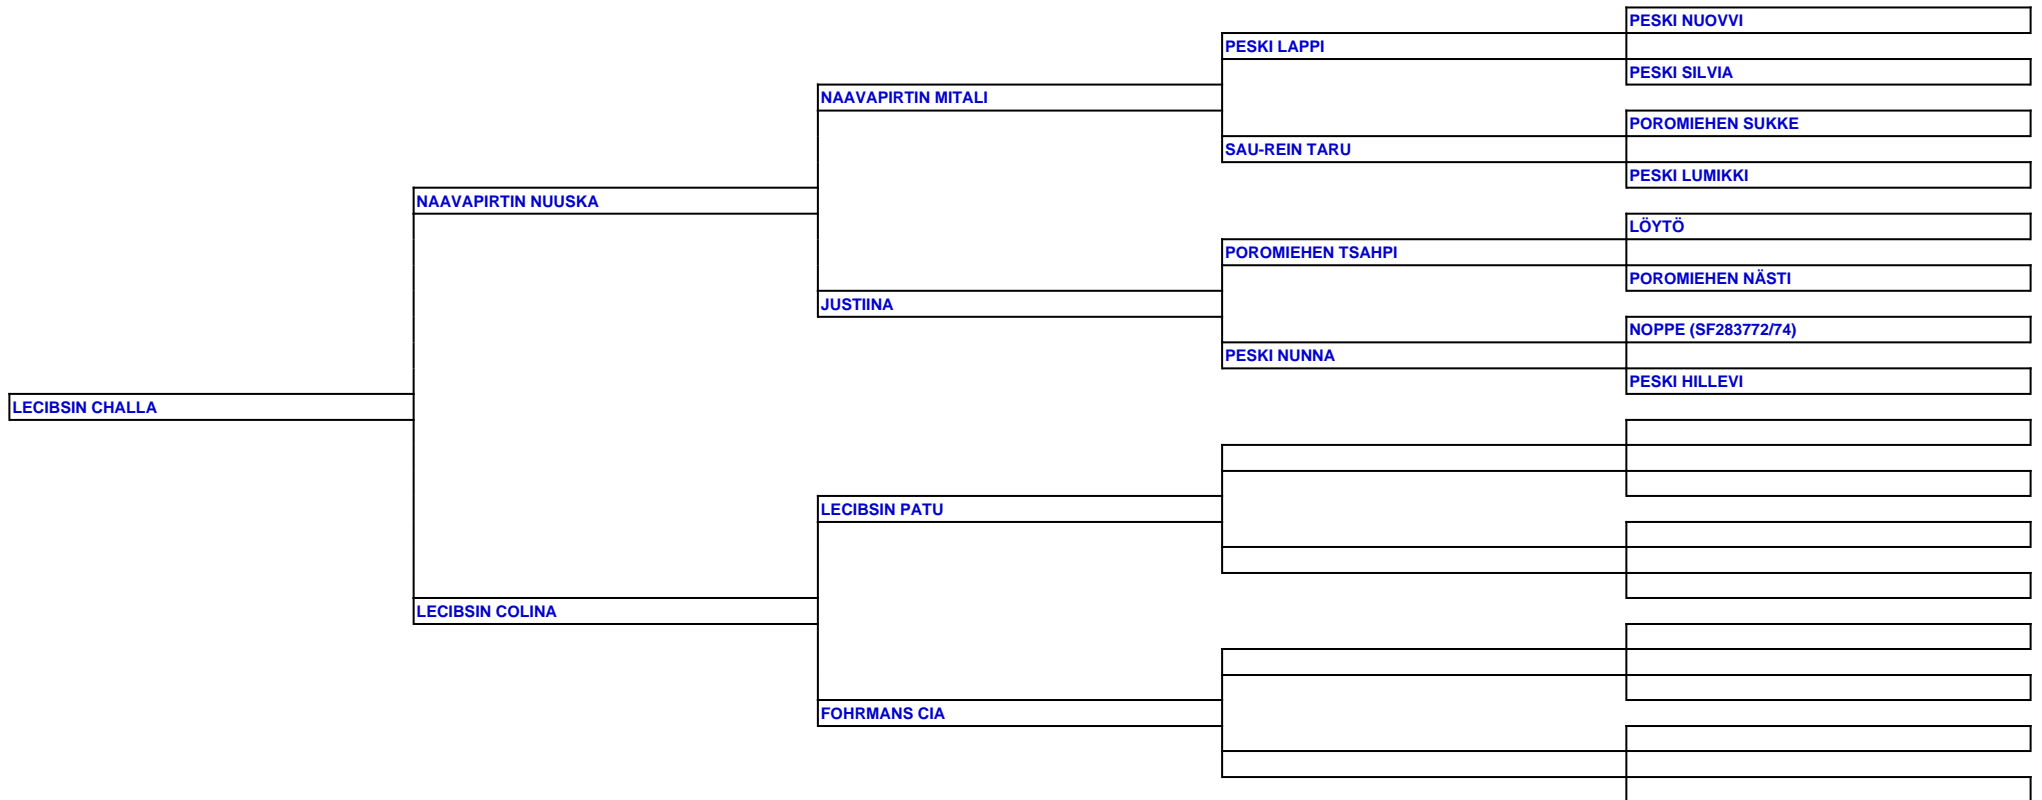 PESKI NUOVVI
PESKI LAPPI
PESKI SILVIA
NAAVAPIRTIN MITALI
POROMIEHEN SUKKE
SAU-REIN TARU
PESKI LUMIKKI
NAAVAPIRTIN NUUSKA
LÖYTÖ
POROMIEHEN TSAHPI
POROMIEHEN NÄSTI
JUSTIINA
NOPPE (SF283772/74)
PESKI NUNNA
PESKI HILLEVI
LECIBSIN CHALLA
LECIBSIN PATU
LECIBSIN COLINA
FOHRMANS CIA